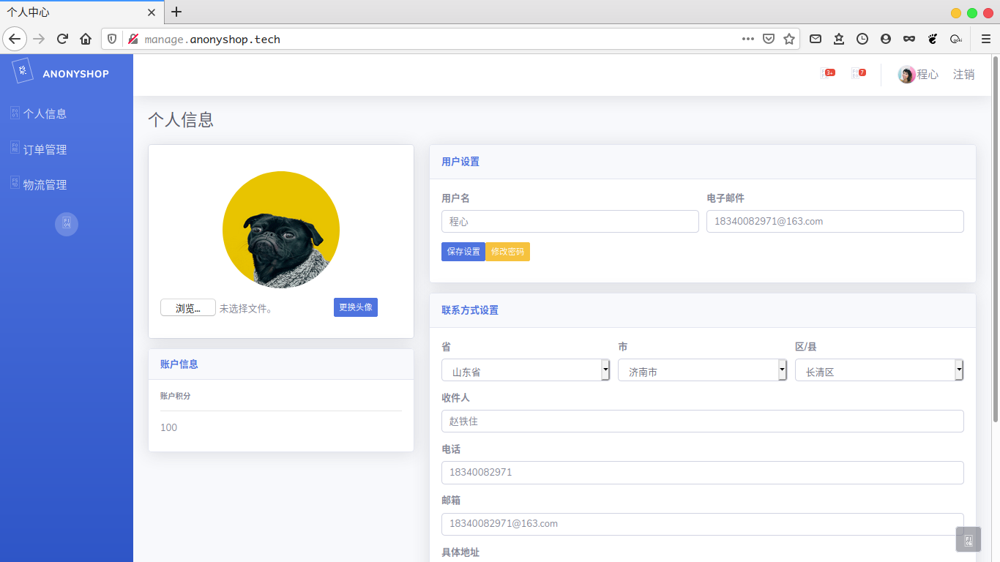 个人中心
manage.anonyshop.tech
ANONYSHOP
3+
7
程心
注销
个人信息
订单管理
物流管理
个人信息
浏览…
未选择文件。
更换头像
账户信息
账户积分
100
用户设置
用户名
电子邮件
程心
18340082971@163.com
保存设置
修改密码
联系方式设置
省
市
区/县
山东省
济南市
长清区
收件人
赵铁住
电话
18340082971
邮箱
18340082971@163.com
具体地址